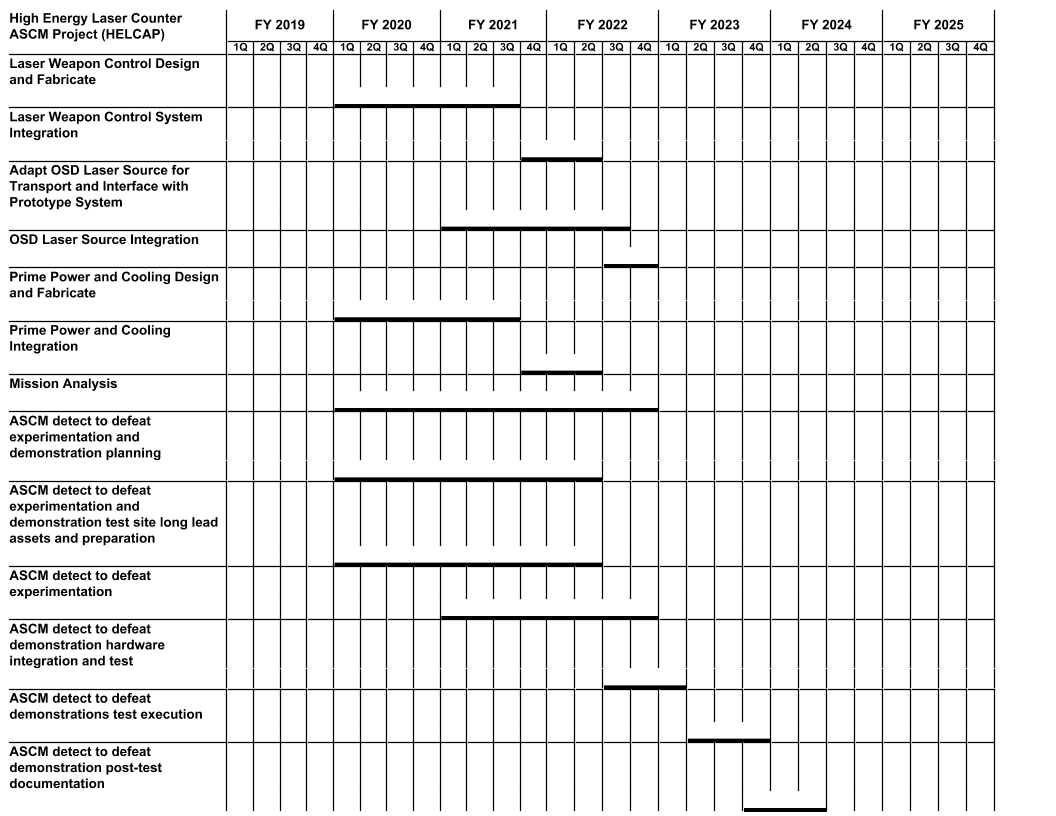 High Energy Laser Counter
ASCM Project (HELCAP)
FY 2019 FY 2020 FY 2021 FY 2022 FY 2023 FY 2024 FY 2025
1Q 2Q 3Q 4Q 1Q 2Q 3Q 4Q 1Q 2Q 3Q 4Q 1Q 2Q 3Q 4Q 1Q 2Q 3Q 4Q 1Q 2Q 3Q 4Q 1Q 2Q 3Q 4Q
Laser Weapon Control Design
and Fabricate
Laser Weapon Control System
Integration
Adapt OSD Laser Source for
Transport and Interface with
Prototype System
OSD Laser Source Integration
Prime Power and Cooling Design
and Fabricate
Prime Power and Cooling
Integration
Mission Analysis
ASCM detect to defeat
experimentation and
demonstration planning
ASCM detect to defeat
experimentation and
demonstration test site long lead
assets and preparation
ASCM detect to defeat
experimentation
ASCM detect to defeat
demonstration hardware
integration and test
ASCM detect to defeat
demonstrations test execution
ASCM detect to defeat
demonstration post-test
documentation